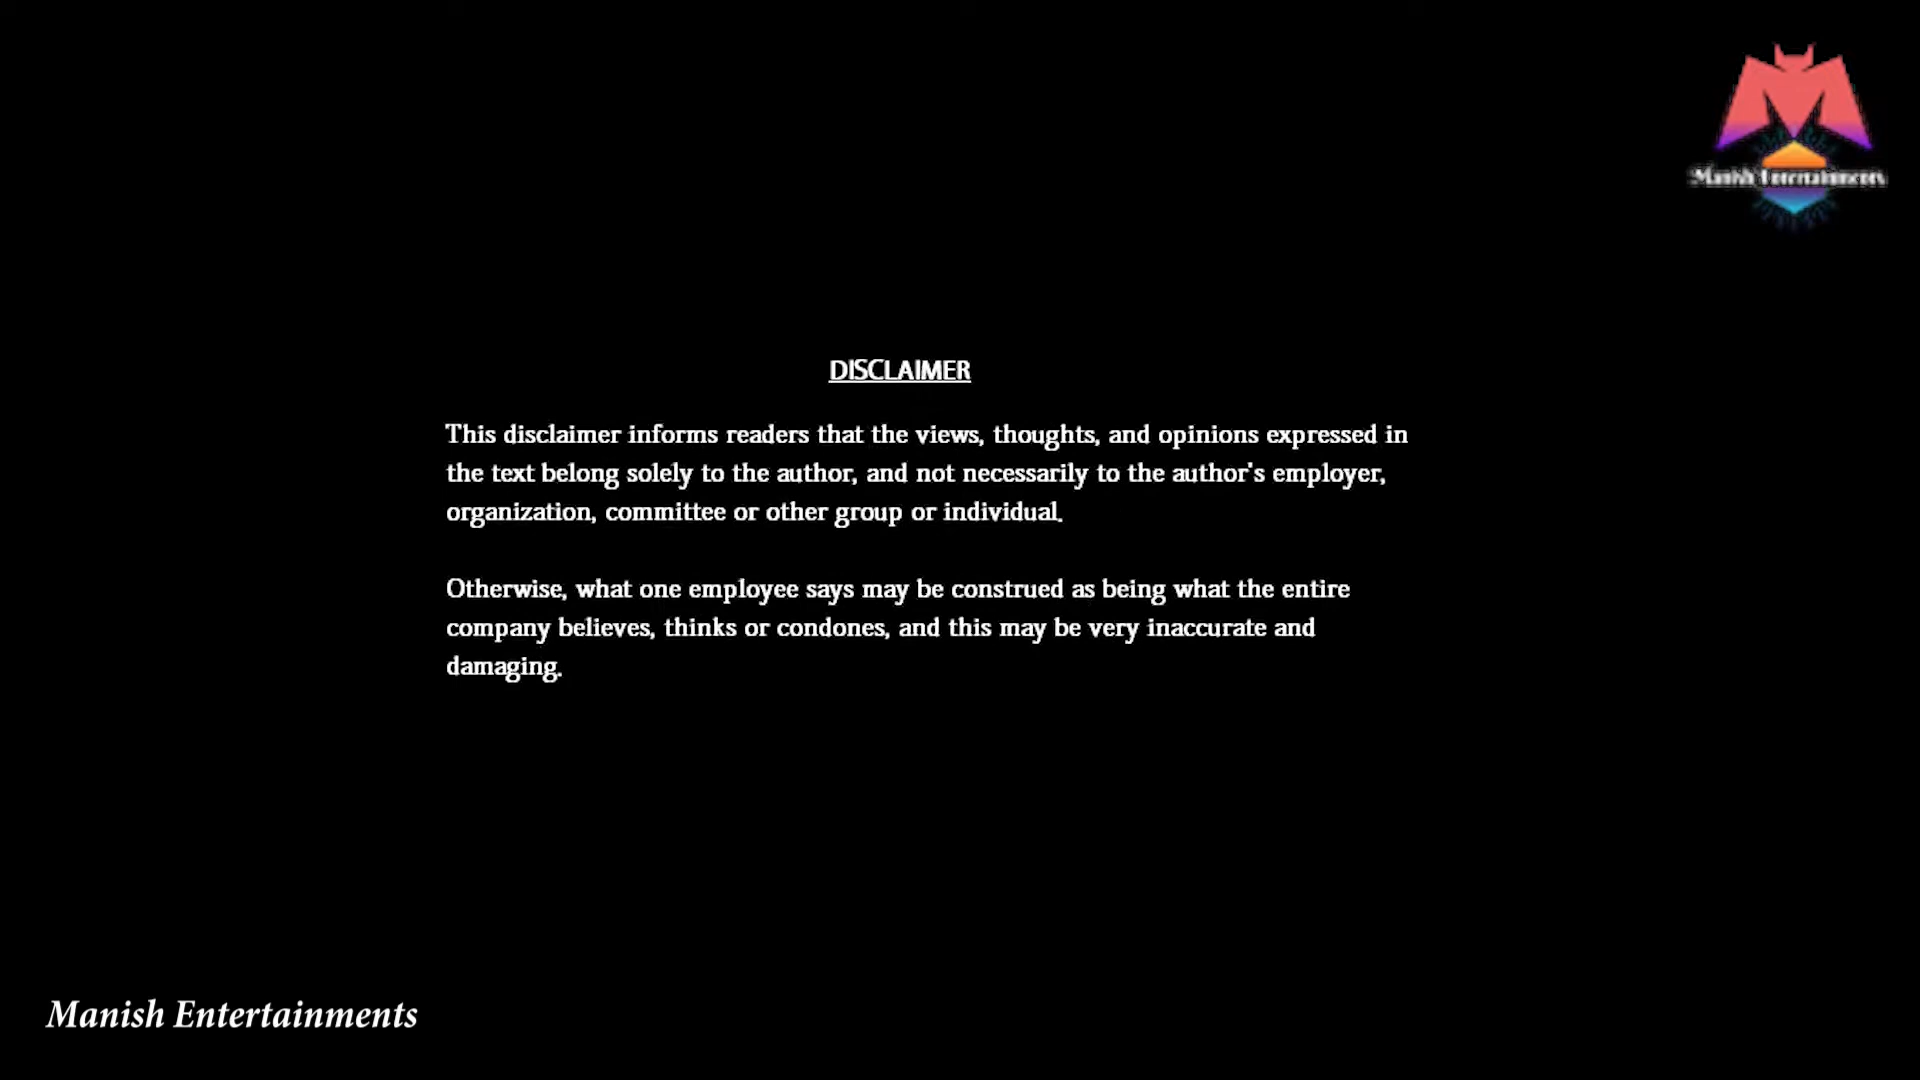 Manish Entertainments
DISCLAIMER
This disclaimer informs readers that the views, thoughts, and opinions expressed in
the text belong solely to the author, and not necessarily to the author's employer,
organization, committee or other group or individual.
Otherwise, what one employee says may be construed as being what the entire
company believes, thinks or condones, and this may be very inaccurate and
damaging.
Manish Entertainments